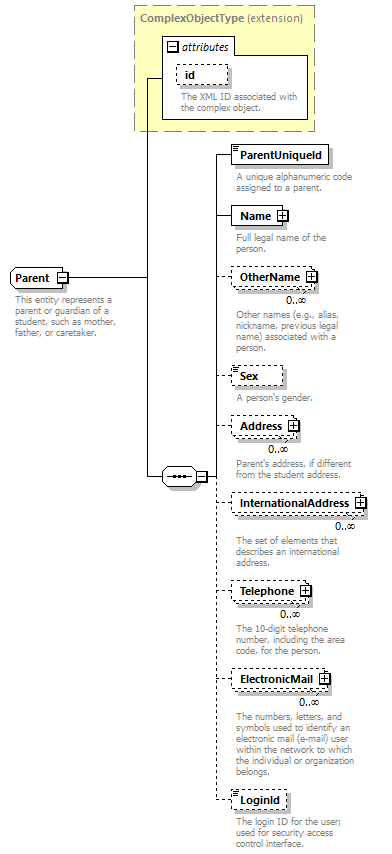 ComplexObjectType (extension)
attributes
id
The XML ID associated with
the complex object.
Parent
This entity represents a
parent or guardian of a
student, such as mother,
father, or caretaker.
ParentUniqueId
A unique alphanumeric code
assigned to a parent.
Name
Full legal name of the
person.
OtherName
0..∞
Other names (e.g., alias,
nickname, previous legal
name) associated with a
person.
Sex
A person's gender.
Address
0..∞
Parent's address, if different
from the student address.
InternationalAddress
0..∞
The set of elements that
describes an international
address.
Telephone
0..∞
The 10-digit telephone
number, including the area
code, for the person.
ElectronicMail
0..∞
The numbers, letters, and
symbols used to identify an
electronic mail (e-mail) user
within the network to which
the individual or organization
belongs.
LoginId
The login ID for the user;
used for security access
control interface.